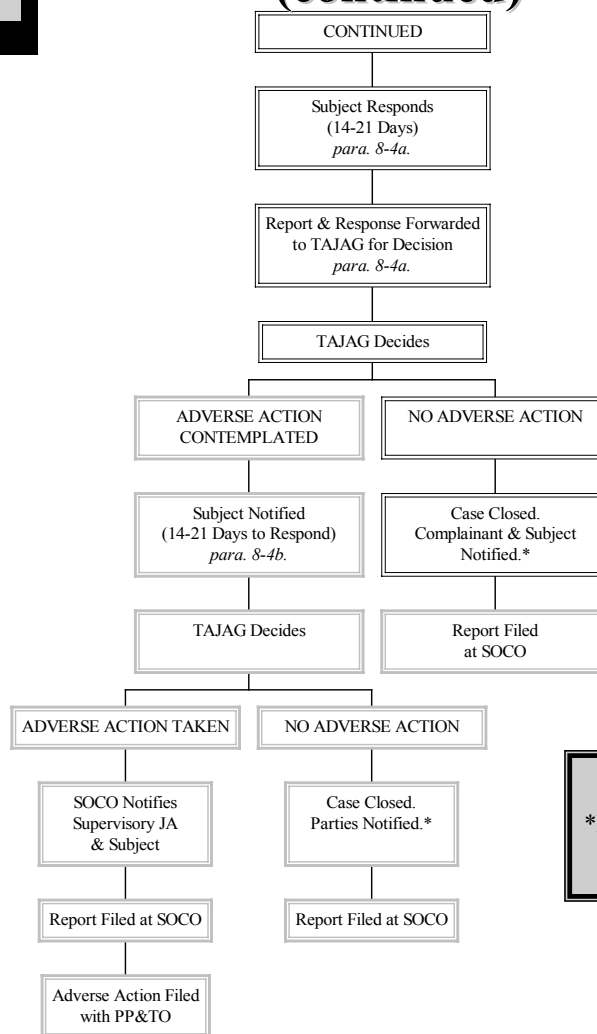 (continued)
CONTINUED
Subject Responds
(14-21 Days)
para. 8-4a.
Report & Response Forwarded
to TAJAG for Decision
para. 8-4a.
TAJAG Decides
ADVERSE ACTION
CONTEMPLATED
NO ADVERSE ACTION
Subject Notified
(14-21 Days to Respond)
para. 8-4b.
Case Closed.
Complainant & Subject
Notified.*
TAJAG Decides
Report Filed
at SOCO
ADVERSE ACTION TAKEN
NO ADVERSE ACTION
SOCO Notifies
Supervisory JA
& Subject
Case Closed.
Parties Notified.*
*
Report Filed at SOCO
Report Filed at SOCO
Adverse Action Filed
with PP&TO